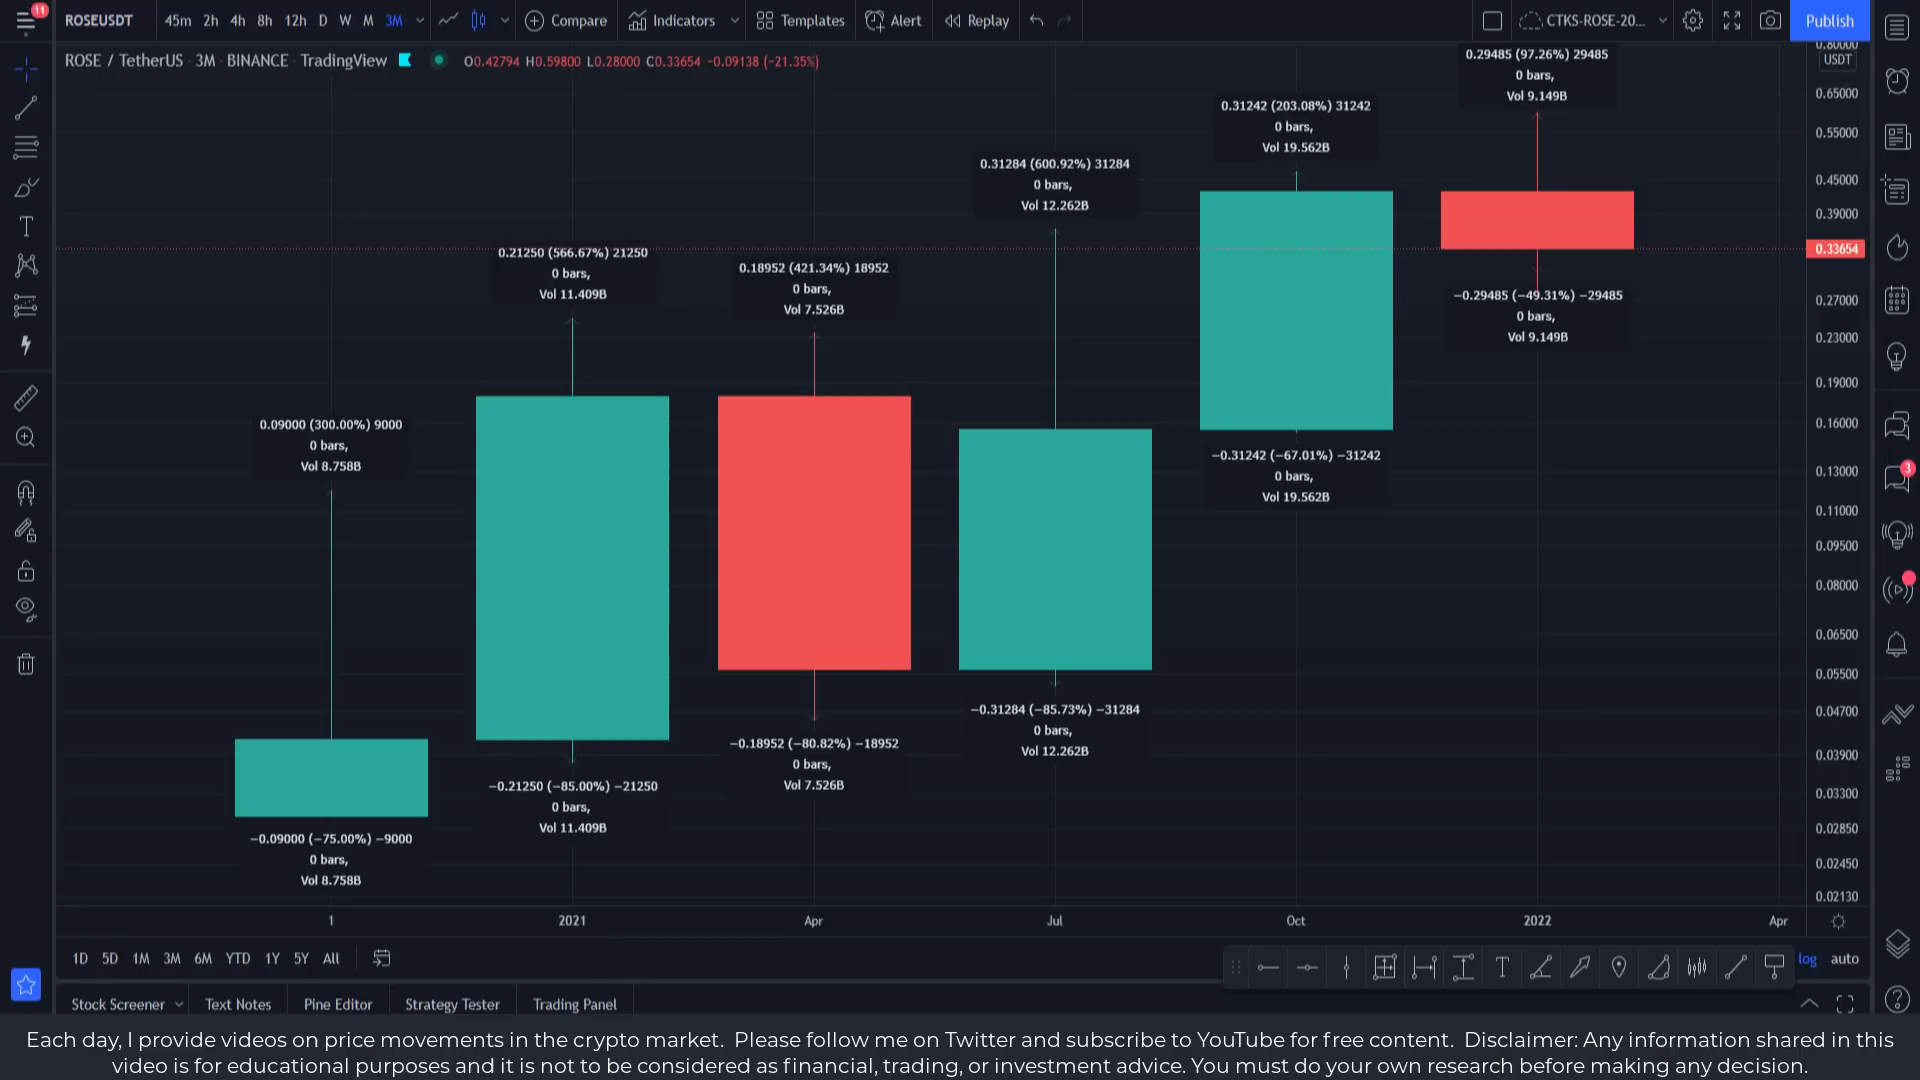 11
ROSEUSDT 45m 2h 4h 8h 12h D W M 3M Compare Indicators Templates Alert Replay CTKS-ROSE-20... Publish
ROSE / TetherUS · 3M · BINANCE · TradingView O0.42794 H0.59800 L0.28000 C0.33654 −0.09138 (−21.35%)
0.80000
USDT
0.65000
0.55000
0.45000
0.39000
0.33654
0.27000
0.23000
0.19000
0.16000
0.13000
0.11000
0.09500
0.08000
0.06500
0.05500
0.04700
0.03900
0.03300
0.02850
0.02450
0.02130
0.09000 (300.00%) 9000
0 bars,
Vol 8.758B
−0.09000 (−75.00%) −9000
0 bars,
Vol 8.758B
0.21250 (566.67%) 21250
0 bars,
Vol 11.409B
−0.21250 (−85.00%) −21250
0 bars,
Vol 11.409B
0.18952 (421.34%) 18952
0 bars,
Vol 7.526B
−0.18952 (−80.82%) −18952
0 bars,
Vol 7.526B
0.31284 (600.92%) 31284
0 bars,
Vol 12.262B
−0.31284 (−85.73%) −31284
0 bars,
Vol 12.262B
0.31242 (203.08%) 31242
0 bars,
Vol 19.562B
−0.31242 (−67.01%) −31242
0 bars,
Vol 19.562B
0.29485 (97.26%) 29485
0 bars,
Vol 9.149B
−0.29485 (−49.31%) −29485
0 bars,
Vol 9.149B
3
1 2021 Apr Jul Oct 2022 Apr
1D 5D 1M 3M 6M YTD 1Y 5Y All log auto
Stock Screener Text Notes Pine Editor Strategy Tester Trading Panel
Each day, I provide videos on price movements in the crypto market. Please follow me on Twitter and subscribe to YouTube for free content. Disclaimer: Any information shared in this
video is for educational purposes and it is not to be considered as financial, trading, or investment advice. You must do your own research before making any decision.